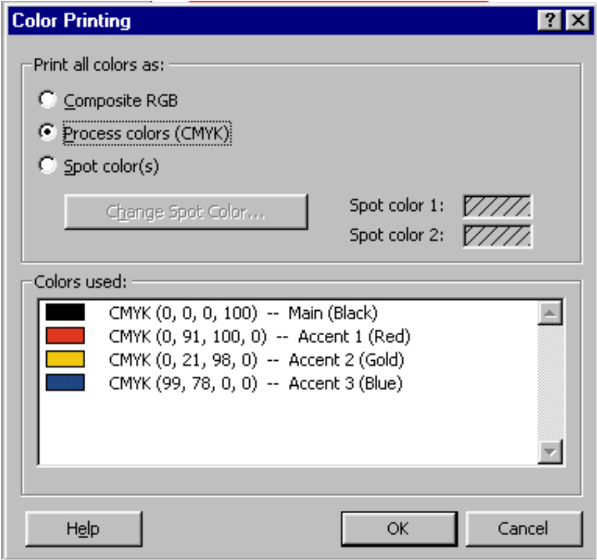 Color Printing
Print all colors as:
Composite RGB
Process colors (CMYK)
Spot color(s)
Change Spot Color...
Spot color 1:
Spot color 2:
Colors used:
CMYK (0, 0, 0, 100) -- Main (Black)
CMYK (0, 91, 100, 0) -- Accent 1 (Red)
CMYK (0, 21, 98, 0) -- Accent 2 (Gold)
CMYK (99, 78, 0, 0) -- Accent 3 (Blue)
Help OK Cancel